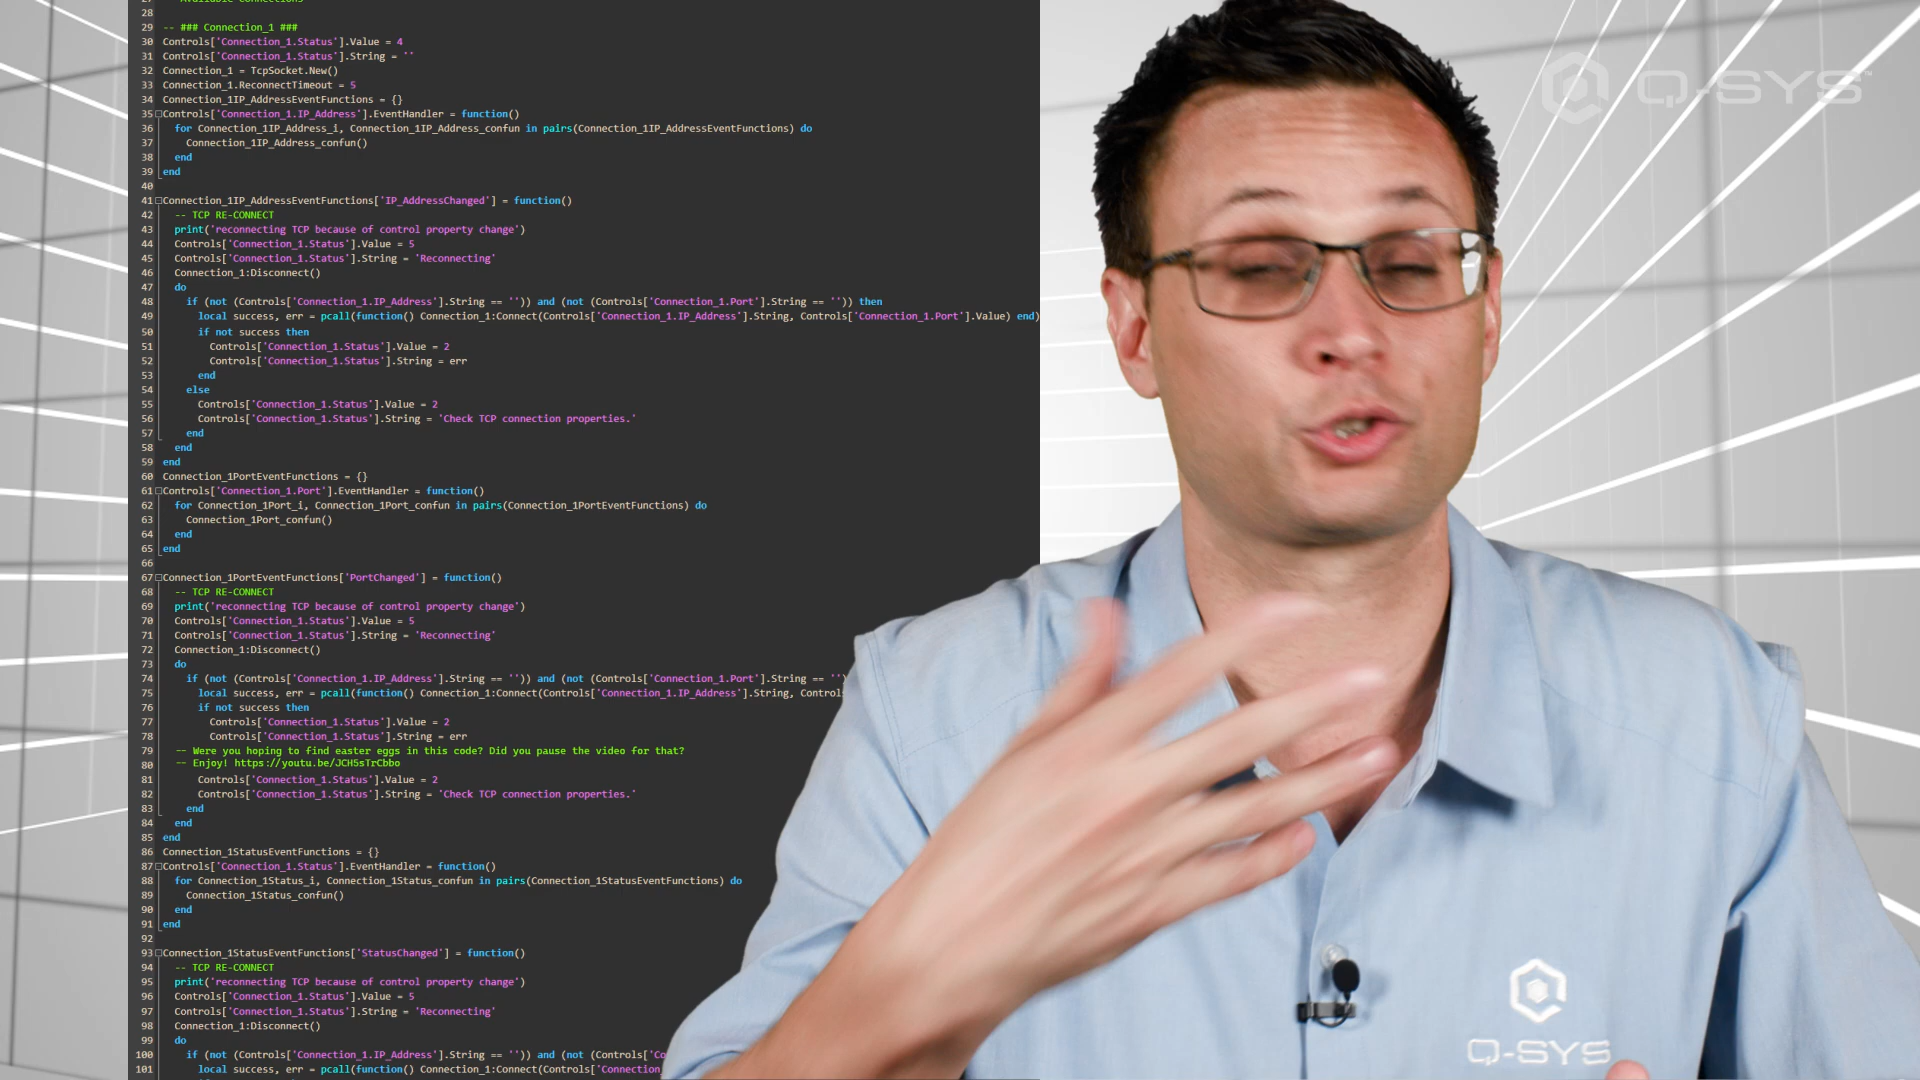 27 -- Available Connections
28
29 -- ### Connection_1 ###
30 Controls['Connection_1.Status'].Value = 4
31 Controls['Connection_1.Status'].String = ''
32 Connection_1 = TcpSocket.New()
33 Connection_1.ReconnectTimeout = 5
34 Connection_1IP_AddressEventFunctions = {}
35 Controls['Connection_1.IP_Address'].EventHandler = function()
36 for Connection_1IP_Address_i, Connection_1IP_Address_confun in pairs(Connection_1IP_AddressEventFunctions) do
37 Connection_1IP_Address_confun()
38 end
39 end
40
41 Connection_1IP_AddressEventFunctions['IP_AddressChanged'] = function()
42 -- TCP RE-CONNECT
43 print('reconnecting TCP because of control property change')
44 Controls['Connection_1.Status'].Value = 5
45 Controls['Connection_1.Status'].String = 'Reconnecting'
46 Connection_1:Disconnect()
47 do
48 if (not (Controls['Connection_1.IP_Address'].String == '')) and (not (Controls['Connection_1.Port'].String == '')) then
49 local success, err = pcall(function() Connection_1:Connect(Controls['Connection_1.IP_Address'].String, Controls['Connection_1.Port'].Value) end)
50 if not success then
51 Controls['Connection_1.Status'].Value = 2
52 Controls['Connection_1.Status'].String = err
53 end
54 else
55 Controls['Connection_1.Status'].Value = 2
56 Controls['Connection_1.Status'].String = 'Check TCP connection properties.'
57 end
58 end
59 end
60 Connection_1PortEventFunctions = {}
61 Controls['Connection_1.Port'].EventHandler = function()
62 for Connection_1Port_i, Connection_1Port_confun in pairs(Connection_1PortEventFunctions) do
63 Connection_1Port_confun()
64 end
65 end
66
67 Connection_1PortEventFunctions['PortChanged'] = function()
68 -- TCP RE-CONNECT
69 print('reconnecting TCP because of control property change')
70 Controls['Connection_1.Status'].Value = 5
71 Controls['Connection_1.Status'].String = 'Reconnecting'
72 Connection_1:Disconnect()
73 do
74 if (not (Controls['Connection_1.IP_Address'].String == '')) and (not (Controls['Connection_1.Port'].String == '')
75 local success, err = pcall(function() Connection_1:Connect(Controls['Connection_1.IP_Address'].String, Control
76 if not success then
77 Controls['Connection_1.Status'].Value = 2
78 Controls['Connection_1.Status'].String = err
79 -- Were you hoping to find easter eggs in this code? Did you pause the video for that?
80 -- Enjoy! https://youtu.be/JCH5sTrCbbo
81 Controls['Connection_1.Status'].Value = 2
82 Controls['Connection_1.Status'].String = 'Check TCP connection properties.'
83 end
84 end
85 end
86 Connection_1StatusEventFunctions = {}
87 Controls['Connection_1.Status'].EventHandler = function()
88 for Connection_1Status_i, Connection_1Status_confun in pairs(Connection_1StatusEventFunctions) do
89 Connection_1Status_confun()
90 end
91 end
92
93 Connection_1StatusEventFunctions['StatusChanged'] = function()
94 -- TCP RE-CONNECT
95 print('reconnecting TCP because of control property change')
96 Controls['Connection_1.Status'].Value = 5
97 Controls['Connection_1.Status'].String = 'Reconnecting'
98 Connection_1:Disconnect()
99 do
100 if (not (Controls['Connection_1.IP_Address'].String == '')) and (not (Controls['Co
101 local success, err = pcall(function() Connection_1:Connect(Controls['Connection
Q-SYS™
Q-SYS